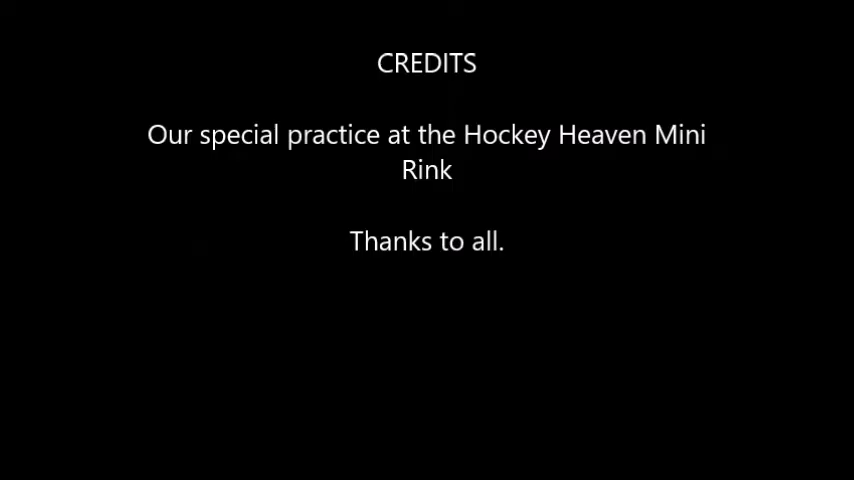 CREDITS
Our special practice at the Hockey Heaven Mini
Rink
Thanks to all.